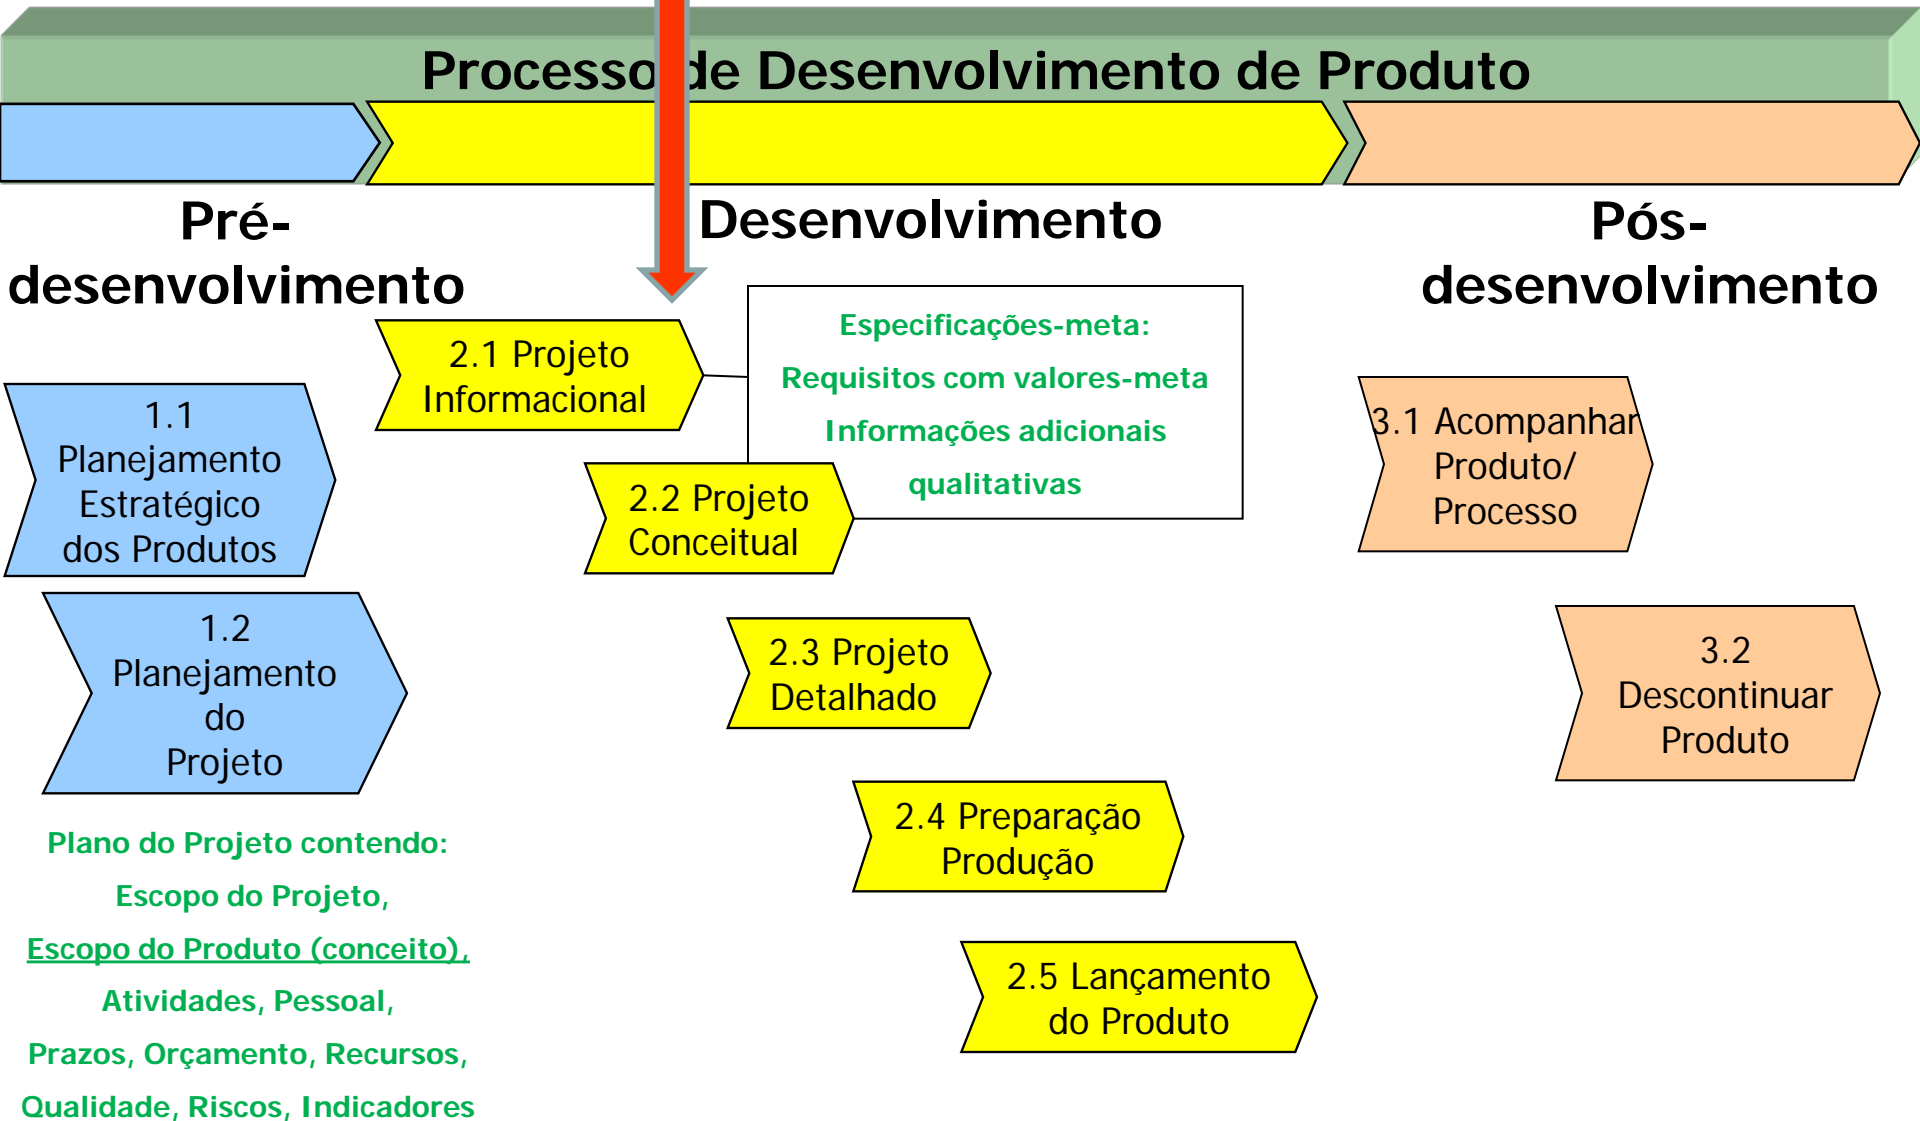 Processo de Desenvolvimento de Produto
Pré-
desenvolvimento
Desenvolvimento
Pós-
desenvolvimento
1.1
Planejamento
Estratégico
dos Produtos
1.2
Planejamento
do
Projeto
Plano do Projeto contendo:
Escopo do Projeto,
Escopo do Produto (conceito),
Atividades, Pessoal,
Prazos, Orçamento, Recursos,
Qualidade, Riscos, Indicadores
2.1 Projeto
Informacional
Especificações-meta:
Requisitos com valores-meta
Informações adicionais
qualitativas
2.2 Projeto
Conceitual
2.3 Projeto
Detalhado
2.4 Preparação
Produção
2.5 Lançamento
do Produto
3.1 Acompanhar
Produto/
Processo
3.2
Descontinuar
Produto